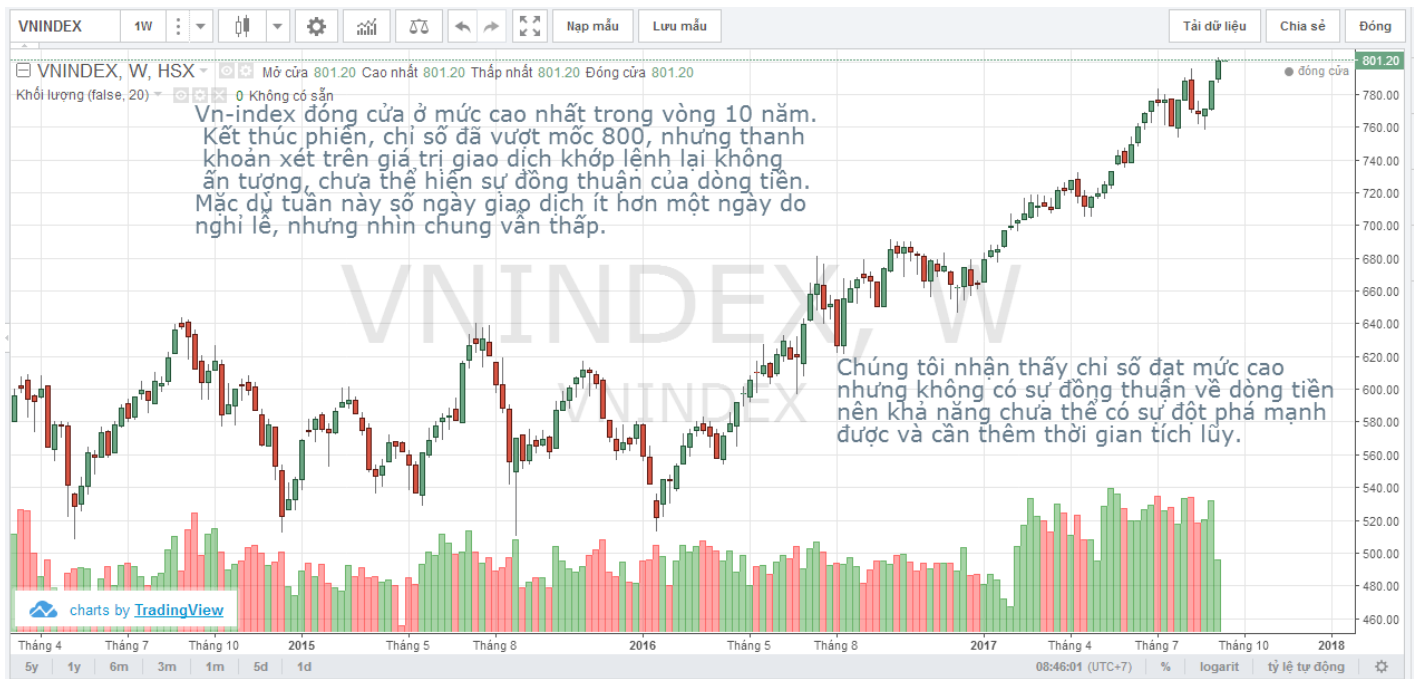 VNINDEX 1W Nạp mẫu Lưu mẫu Tải dữ liệu Chia sẻ Đóng
VNINDEX, W, HSX Mở cửa 801.20 Cao nhất 801.20 Thấp nhất 801.20 Đóng cửa 801.20
801.20
đóng cửa
Khối lượng (false, 20) 0 Không có sẵn
Vn-index đóng cửa ở mức cao nhất trong vòng 10 năm.
Kết thúc phiên, chỉ số đã vượt mốc 800, nhưng thanh
khoản xét trên giá trị giao dịch khớp lệnh lại không
ấn tượng, chưa thể hiện sự đồng thuận của dòng tiền.
Mặc dù tuần này số ngày giao dịch ít hơn một ngày do
nghỉ lễ, nhưng nhìn chung vẫn thấp.
VNINDEX, W
VNINDEX
Chúng tôi nhận thấy chỉ số đạt mức cao
nhưng không có sự đồng thuận về dòng tiền
nên khả năng chưa thể có sự đột phá mạnh
được và cần thêm thời gian tích lũy.
780.00
760.00
740.00
720.00
700.00
680.00
660.00
640.00
620.00
600.00
580.00
560.00
540.00
520.00
500.00
480.00
460.00
charts by TradingView
Tháng 4 Tháng 7 Tháng 10 2015 Tháng 5 Tháng 8 2016 Tháng 5 Tháng 8 2017 Tháng 4 Tháng 7 Tháng 10 2018
5y 1y 6m 3m 1m 5d 1d 08:46:01 (UTC+7) % logarit tỷ lệ tự động